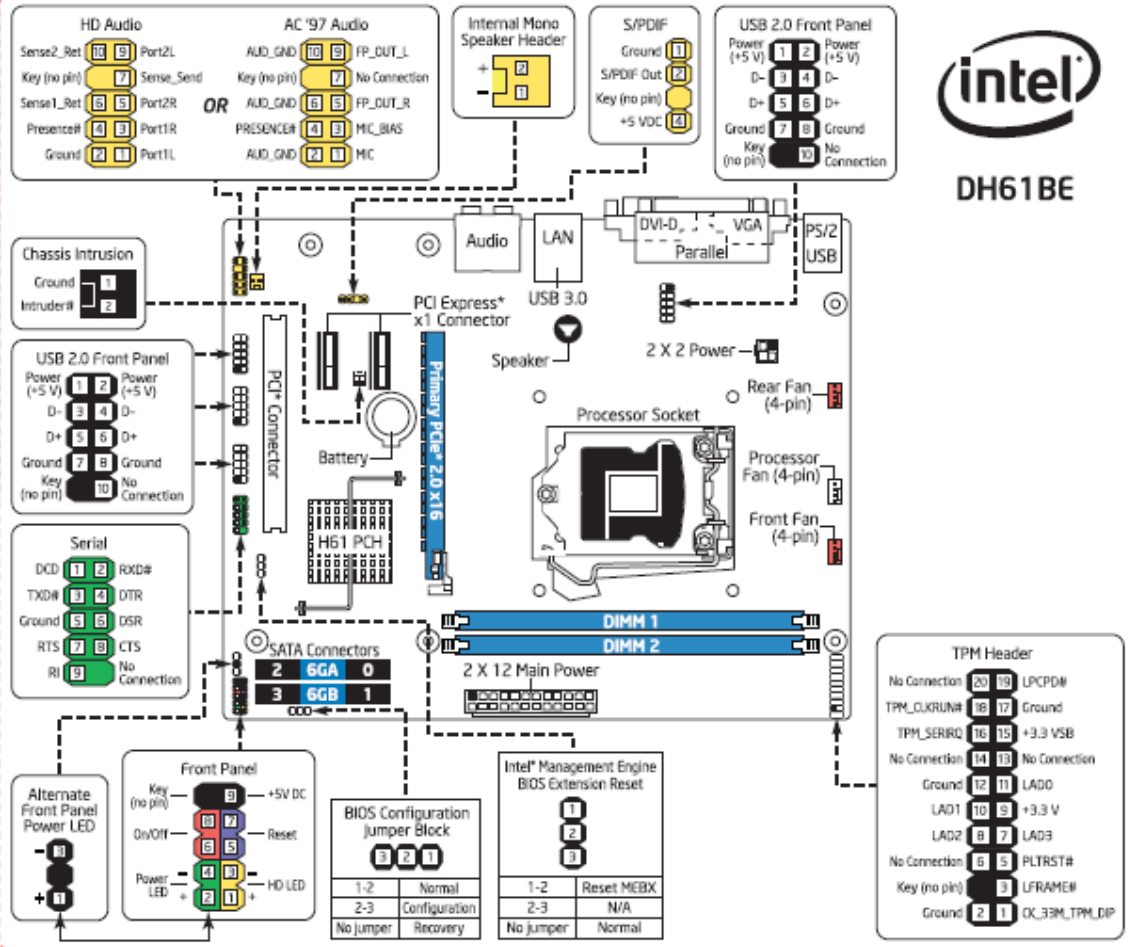 HD Audio
Sense2_Ret 10 9 Port2L
Key (no pin) 7 Sense_Send
Sense1_Ret 6 5 Port2R
Presence# 4 3 Port1R
Ground 2 1 Port1L
OR
AC '97 Audio
AUD_GND 10 9 FP_OUT_L
Key (no pin) 7 No Connection
AUD_GND 6 5 FP_OUT_R
PRESENCE# 4 3 MIC_BIAS
AUD_GND 2 1 MIC
Internal Mono
Speaker Header
+ 2
- 1
S/PDIF
Ground 1
S/PDIF Out 2
Key (no pin)
+5 VDC 4
USB 2.0 Front Panel
Power (+5 V) 1 2 Power (+5 V)
D- 3 4 D-
D+ 5 6 D+
Ground 7 8 Ground
Key (no pin) 10 No Connection
intel
DH61BE
Chassis Intrusion
Ground 1
Intruder# 2
USB 2.0 Front Panel
Power (+5 V) 1 2 Power (+5 V)
D- 3 4 D-
D+ 5 6 D+
Ground 7 8 Ground
Key (no pin) 10 No Connection
Serial
DCD 1 2 RXD#
TXD# 3 4 DTR
Ground 5 6 DSR
RTS 7 8 CTS
RI 9 No Connection
Audio
LAN
USB 3.0
DVI-D
VGA
Parallel
PS/2
USB
PCI Express*
x1 Connector
Speaker
2 X 2 Power
PCI* Connector
Primary PCIe* 2.0 x16
Battery
H61 PCH
Processor Socket
Rear Fan
(4-pin)
Processor
Fan (4-pin)
Front Fan
(4-pin)
DIMM 1
DIMM 2
SATA Connectors
2 6GA 0
3 6GB 1
2 X 12 Main Power
Alternate
Front Panel
Power LED
- 3
+ 1
Front Panel
Key (no pin) 9 +5V DC
On/Off 8 7 Reset
6 5
Power LED - 4 3 - HD LED
+ 2 1 +
BIOS Configuration
Jumper Block
3 2 1
1-2 Normal
2-3 Configuration
No jumper Recovery
Intel® Management Engine
BIOS Extension Reset
1
2
3
1-2 Reset MEBX
2-3 N/A
No jumper Normal
TPM Header
No Connection 20 19 LPCPD#
TPM_CLKRUN# 18 17 Ground
TPM_SERIRQ 16 15 +3.3 VSB
No Connection 14 13 No Connection
Ground 12 11 LAD0
LAD1 10 9 +3.3 V
LAD2 8 7 LAD3
No Connection 6 5 PLTRST#
Key (no pin) 3 LFRAME#
Ground 2 1 CK_33M_TPM_DIP